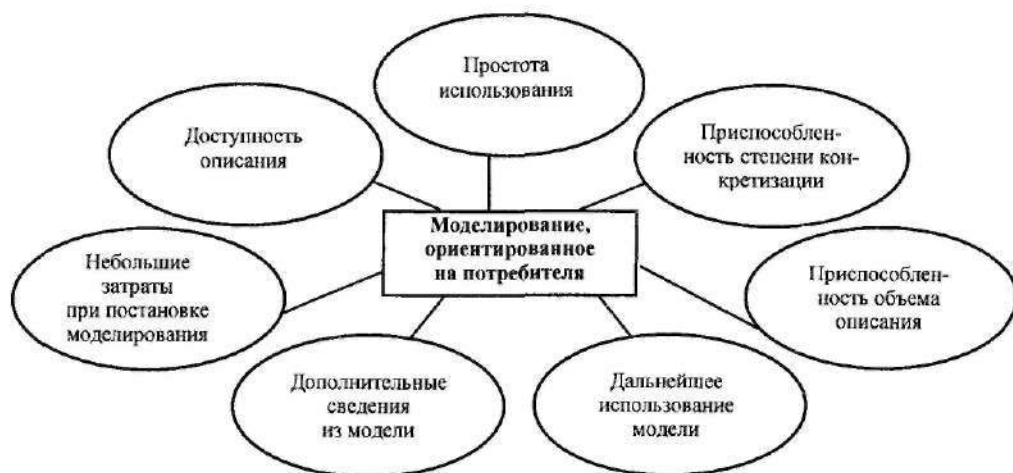 Простота
использования
Доступность
описания
Приспособлен-
ность степени кон-
кретизации
Моделирование,
ориентированное
на потребителя
Небольшие
затраты
при постановке
моделирования
Приспособлен-
ность объема
описания
Дополнительные
сведения
из модели
Дальнейшее
использование
модели